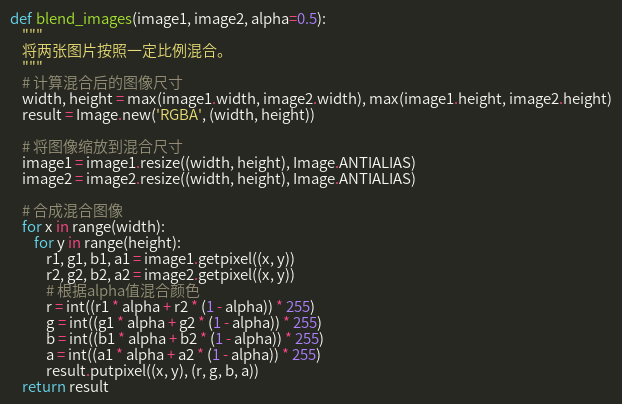 def blend_images(image1, image2, alpha=0.5):
"""
将两张图片按照一定比例混合。
"""
# 计算混合后的图像尺寸
width, height = max(image1.width, image2.width), max(image1.height, image2.height)
result = Image.new('RGBA', (width, height))
# 将图像缩放到混合尺寸
image1 = image1.resize((width, height), Image.ANTIALIAS)
image2 = image2.resize((width, height), Image.ANTIALIAS)
# 合成混合图像
for x in range(width):
for y in range(height):
r1, g1, b1, a1 = image1.getpixel((x, y))
r2, g2, b2, a2 = image2.getpixel((x, y))
# 根据alpha值混合颜色
r = int((r1 * alpha + r2 * (1 - alpha)) * 255)
g = int((g1 * alpha + g2 * (1 - alpha)) * 255)
b = int((b1 * alpha + b2 * (1 - alpha)) * 255)
a = int((a1 * alpha + a2 * (1 - alpha)) * 255)
result.putpixel((x, y), (r, g, b, a))
return result